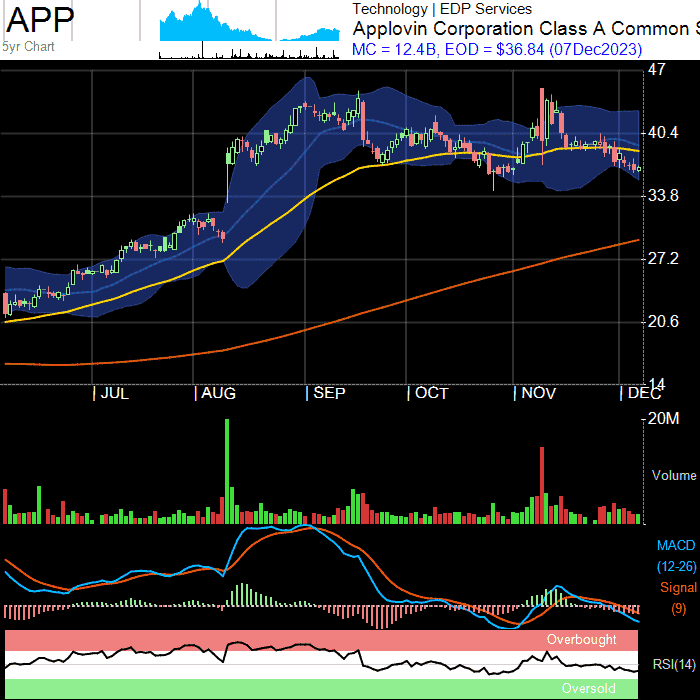 APP
5yr Chart
Technology | EDP Services
Applovin Corporation Class A Common S
MC = 12.4B, EOD = $36.84 (07Dec2023)
47
40.4
33.8
27.2
20.6
14
| JUL | AUG | SEP | OCT | NOV | DEC
20M
Volume
MACD
(12-26)
Signal
(9)
Overbought
RSI(14)
Oversold